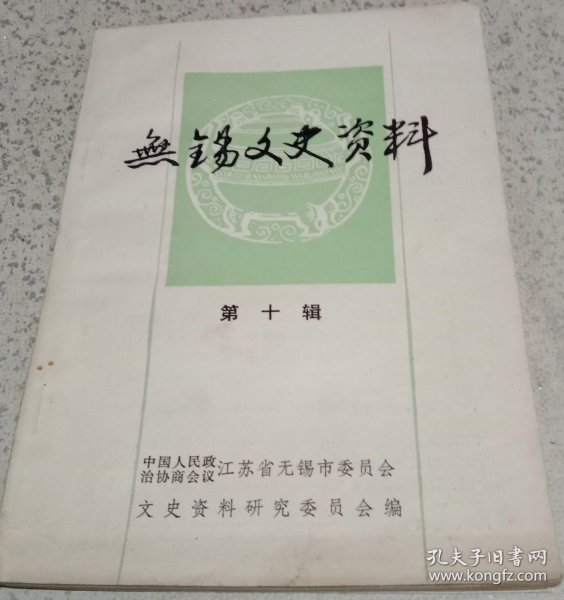 無锡文史资料
第十辑
中国人民政
治协商会议
江苏省无锡市委员会
文史资料研究委员会编
孔夫子旧书网
www.kongfz.com